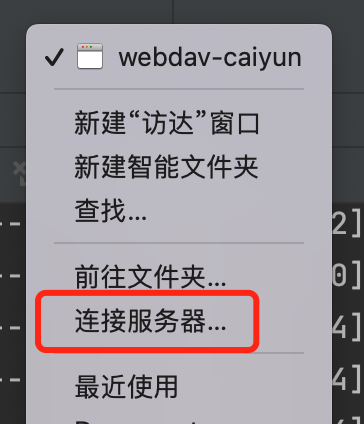 webdav-caiyun
新建“访达”窗口
新建智能文件夹
查找...
前往文件夹...
连接服务器...
最近使用
2]
0]
4]
4]